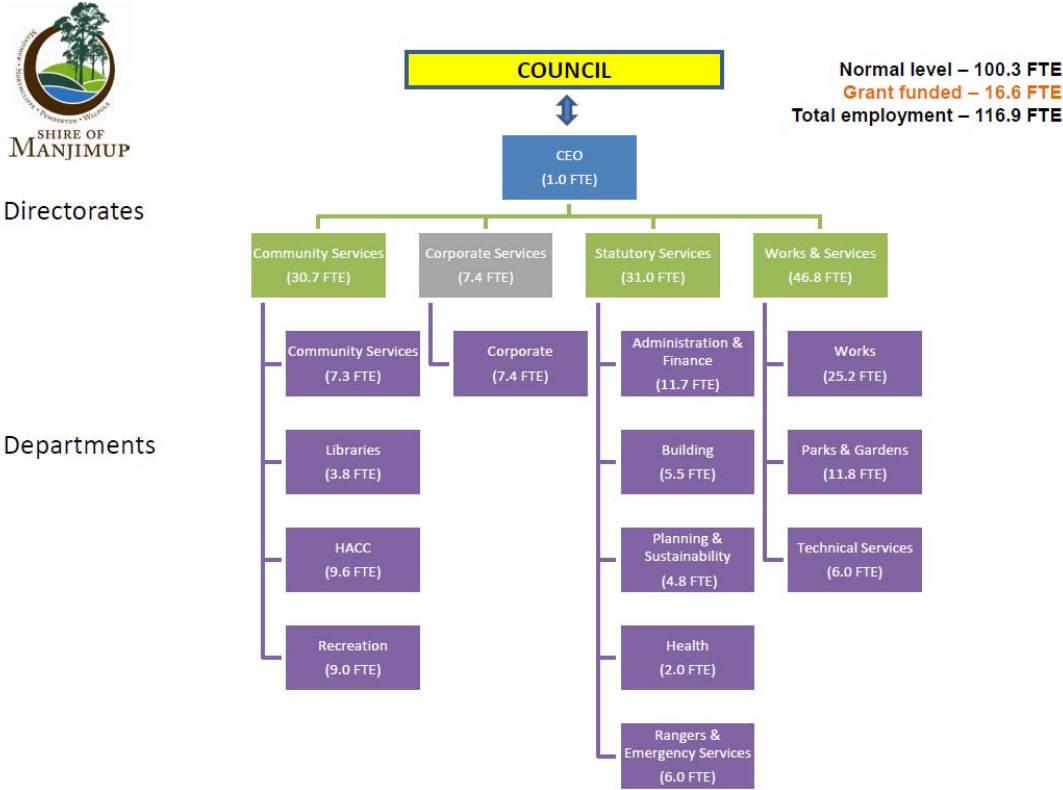 MANJIMUP • NORTHCLIFFE • PEMBERTON • WALPOLE
SHIRE OF
MANJIMUP
COUNCIL
Normal level – 100.3 FTE
Grant funded – 16.6 FTE
Total employment – 116.9 FTE
CEO
(1.0 FTE)
Directorates
Community Services
(30.7 FTE)
Corporate Services
(7.4 FTE)
Statutory Services
(31.0 FTE)
Works & Services
(46.8 FTE)
Departments
Community Services
(7.3 FTE)
Libraries
(3.8 FTE)
HACC
(9.6 FTE)
Recreation
(9.0 FTE)
Corporate
(7.4 FTE)
Administration &
Finance
(11.7 FTE)
Building
(5.5 FTE)
Planning &
Sustainability
(4.8 FTE)
Health
(2.0 FTE)
Rangers &
Emergency Services
(6.0 FTE)
Works
(25.2 FTE)
Parks & Gardens
(11.8 FTE)
Technical Services
(6.0 FTE)